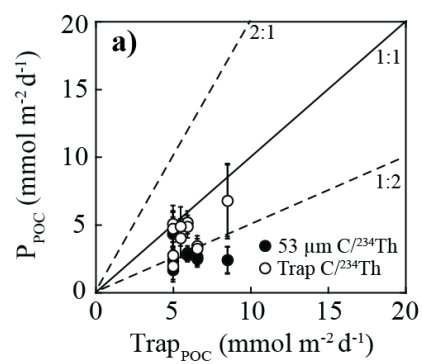 a)
20
15
10
5
0
P_POC (mmol m⁻² d⁻¹)
2:1
1:1
1:2
53 μm C/²³⁴Th
Trap C/²³⁴Th
0 5 10 15 20
Trap_POC (mmol m⁻² d⁻¹)